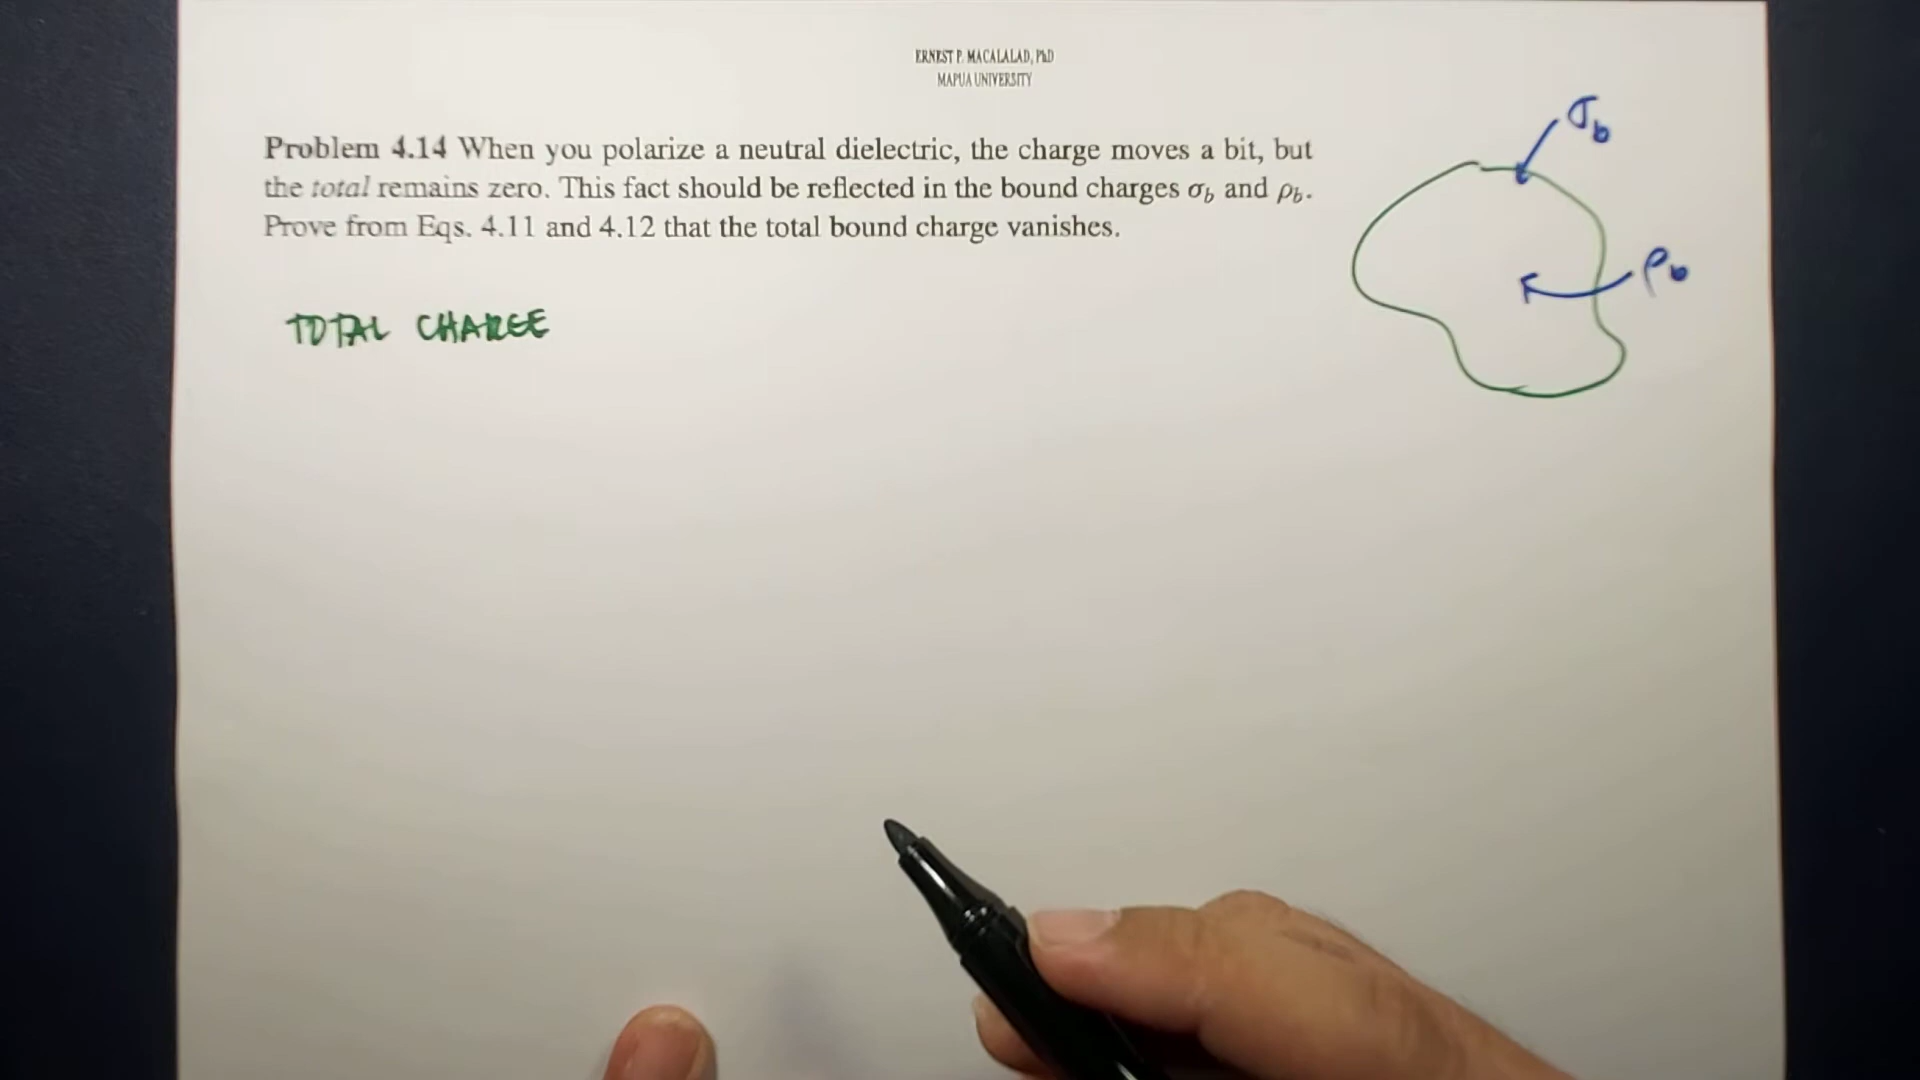 ERNEST P. MACALALAD, PhD
MAPUA UNIVERSITY
Problem 4.14 When you polarize a neutral dielectric, the charge moves a bit, but
the total remains zero. This fact should be reflected in the bound charges σb and ρb.
Prove from Eqs. 4.11 and 4.12 that the total bound charge vanishes.
σb
ρb
TOTAL CHARGE